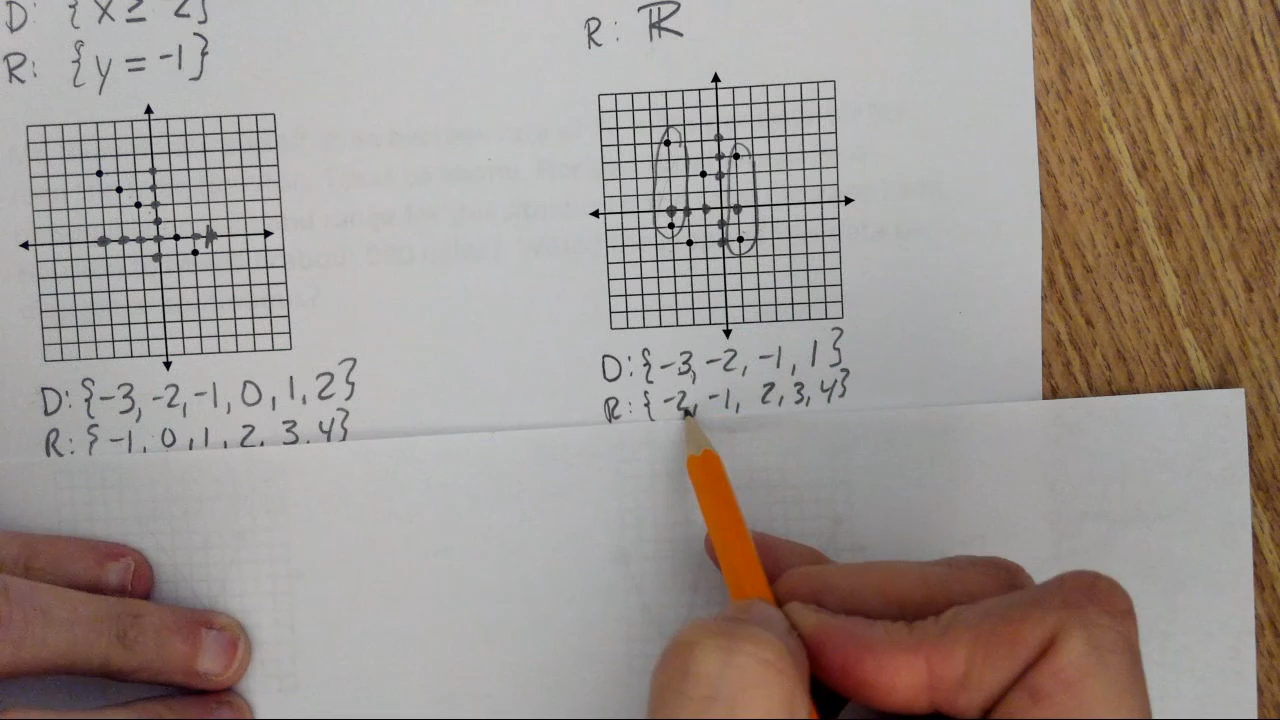 D: {x ≥ 2}
R: {y = -1}
R: ℝ
D: {-3, -2, -1, 0, 1, 2}
R: {-1, 0, 1, 2, 3, 4}
D: {-3, -2, -1, 1}
R: {-2, -1, 2, 3, 4}